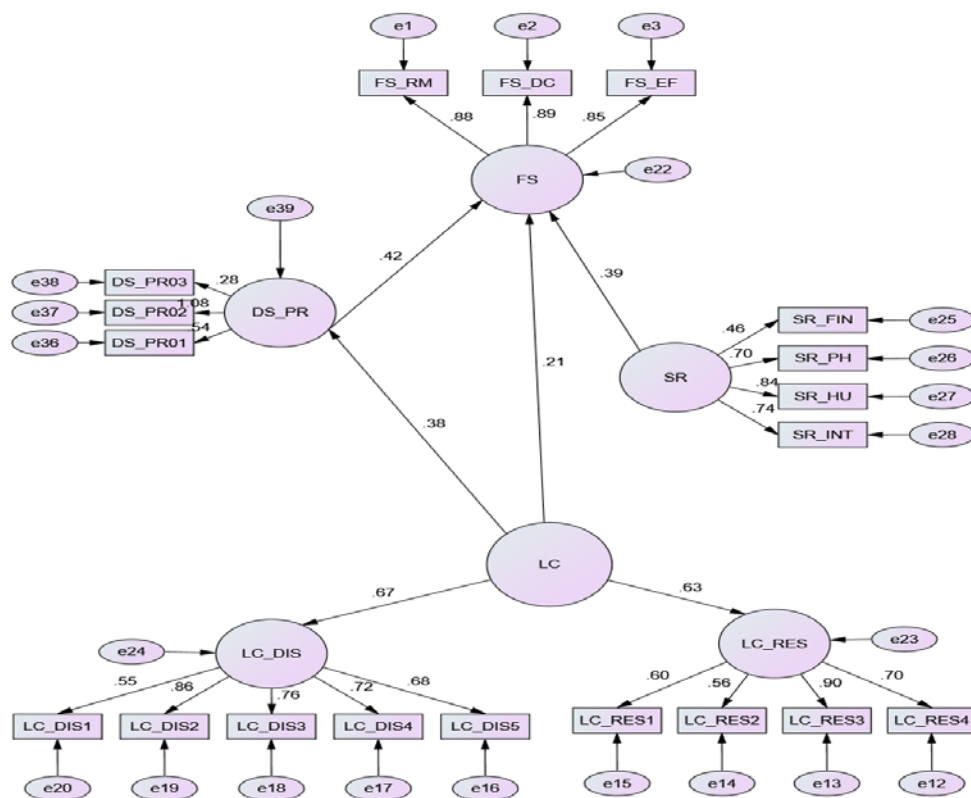 e1 e2 e3
FS_RM FS_DC FS_EF
.88 .89 .85
FS e22
e39
.42 .39
e38 DS_PR03 .28
e37 DS_PR02 1.08 DS_PR
e36 DS_PR01 .54
SR
.46 SR_FIN e25
.70 SR_PH e26
.84 SR_HU e27
.74 SR_INT e28
.21
.38
LC
.67 .63
e24 LC_DIS LC_RES e23
.55 .86 .76 .72 .68 .60 .56 .90 .70
LC_DIS1 LC_DIS2 LC_DIS3 LC_DIS4 LC_DIS5 LC_RES1 LC_RES2 LC_RES3 LC_RES4
e20 e19 e18 e17 e16 e15 e14 e13 e12